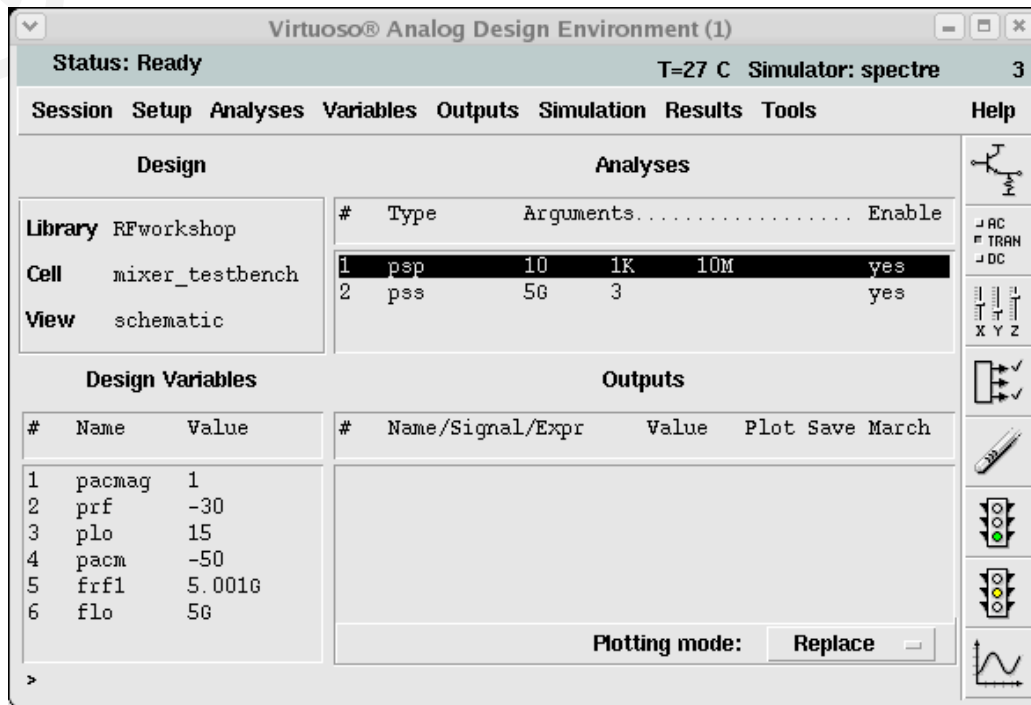 Virtuoso® Analog Design Environment (1)
Status: Ready T=27 C Simulator: spectre 3
Session Setup Analyses Variables Outputs Simulation Results Tools Help
Design
Library RFworkshop
Cell mixer_testbench
View schematic
Analyses
# Type Arguments................... Enable
1 psp 10 1K 10M yes
2 pss 5G 3 yes
AC
TRAN
DC
X Y Z
Design Variables
# Name Value
1 pacmag 1
2 prf -30
3 plo 15
4 pacm -50
5 frf1 5.001G
6 flo 5G
Outputs
# Name/Signal/Expr Value Plot Save March
Plotting mode: Replace
>